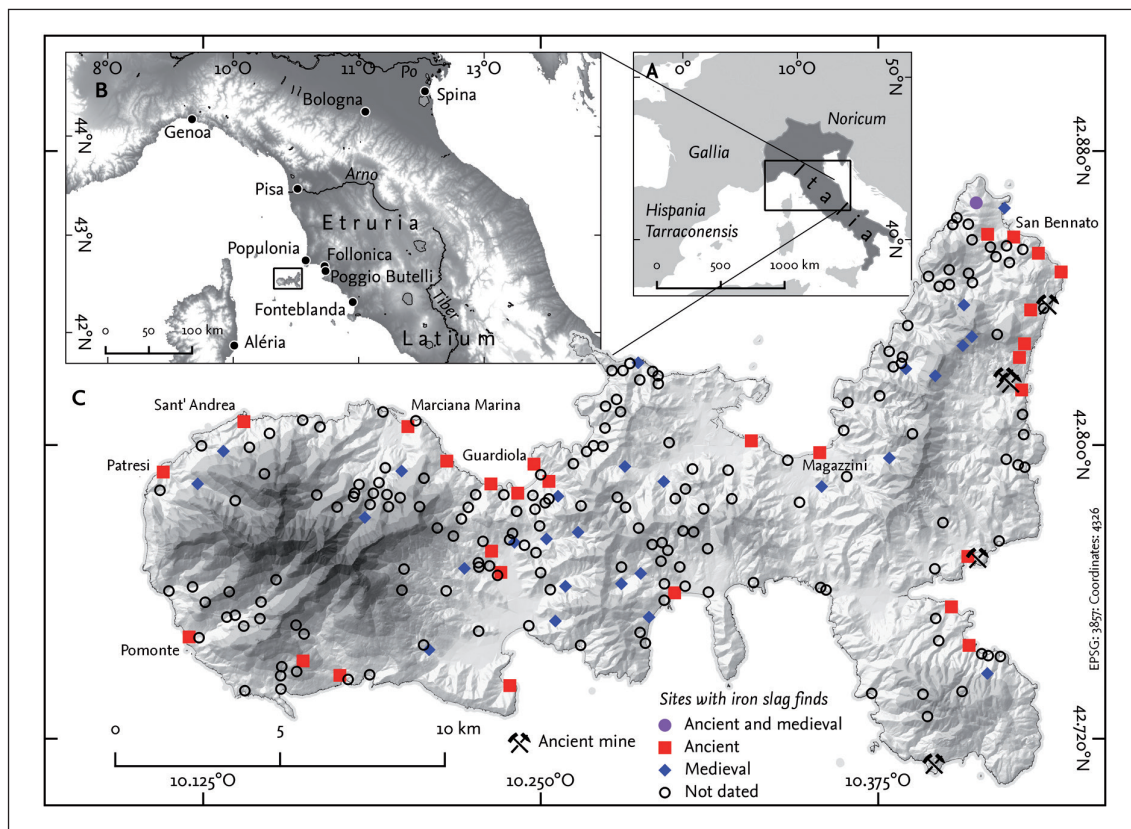 8°O
10°O
11°O
13°O
B
Po
Bologna
Spina
Genoa
44°N
Arno
Pisa
Etruria
43°N
Populonia
Follonica
Poggio Butelli
Fonteblanda
Tiber
42°N
Latium
0 50 100 km
Aléria
A
0°
10°O
50°N
Noricum
Gallia
Italia
Hispania
Tarraconensis
40°N
0 500 1000 km
42.88°O
San Bennato
C
Sant' Andrea
Marciana Marina
Patresi
Guardiola
Magazzini
42.80°N
Pomonte
EPSG: 3857: Coordinates: 4326
Sites with iron slag finds
Ancient and medieval
Ancient
Medieval
Not dated
Ancient mine
0 5 10 km
42.72°N
10.125°O
10.250°O
10.375°O